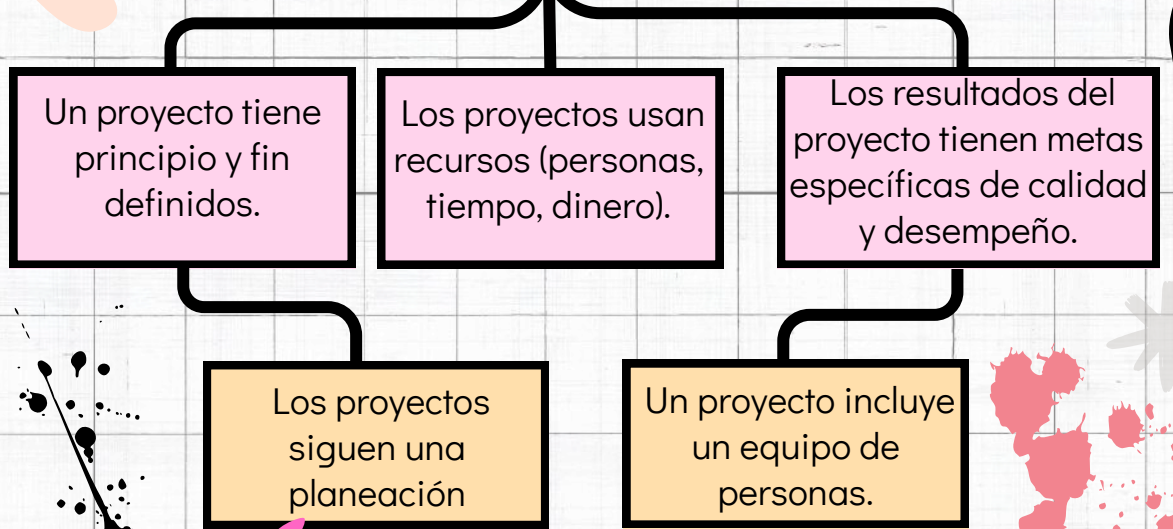 Un proyecto tiene
principio y fin
definidos.
Los proyectos usan
recursos (personas,
tiempo, dinero).
Los resultados del
proyecto tienen metas
específicas de calidad
y desempeño.
Los proyectos
siguen una
planeación
Un proyecto incluye
un equipo de
personas.